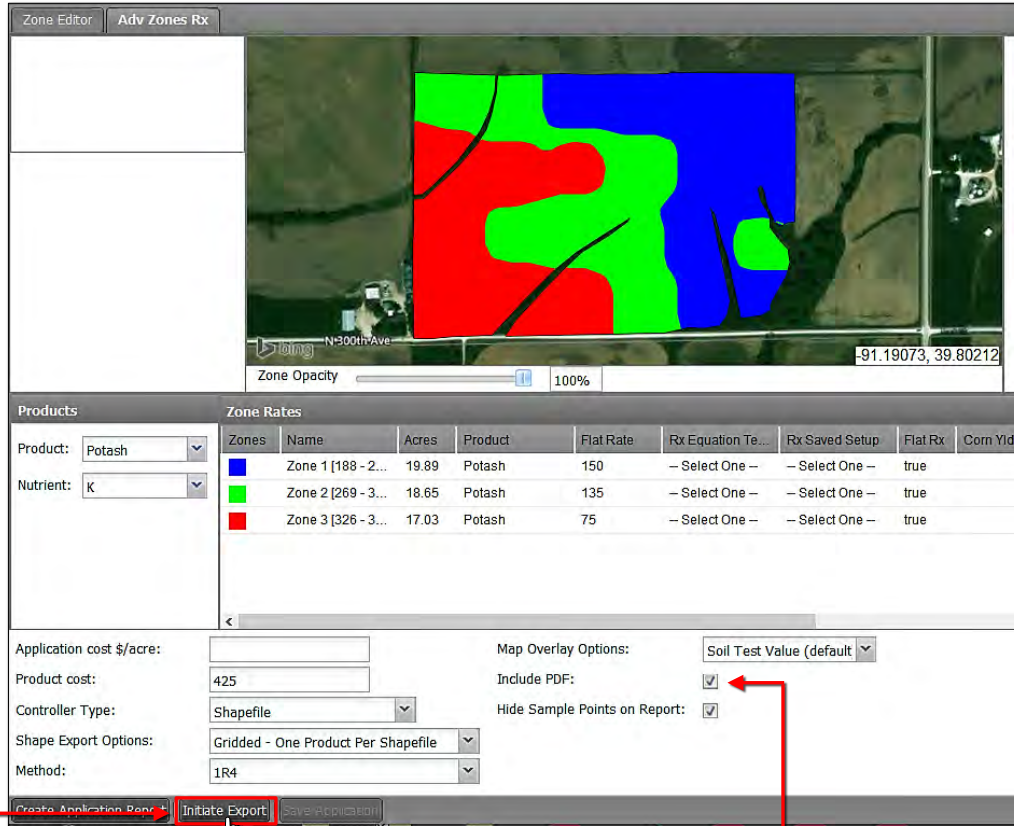 Zone Editor Adv Zones Rx
bing N 300th Ave
-91.19073, 39.80212
Zone Opacity 100%
Products Zone Rates
Product: Potash
Nutrient: K
Zones Name Acres Product Flat Rate Rx Equation Te... Rx Saved Setup Flat Rx Corn Yld
Zone 1 [188 - 2... 19.89 Potash 150 -- Select One -- -- Select One -- true
Zone 2 [269 - 3... 18.65 Potash 135 -- Select One -- -- Select One -- true
Zone 3 [326 - 3... 17.03 Potash 75 -- Select One -- -- Select One -- true
Application cost $/acre: Map Overlay Options: Soil Test Value (default
Product cost: 425 Include PDF:
Controller Type: Shapefile Hide Sample Points on Report:
Shape Export Options: Gridded - One Product Per Shapefile
Method: 1R4
Create Application Report Initiate Export Save Application